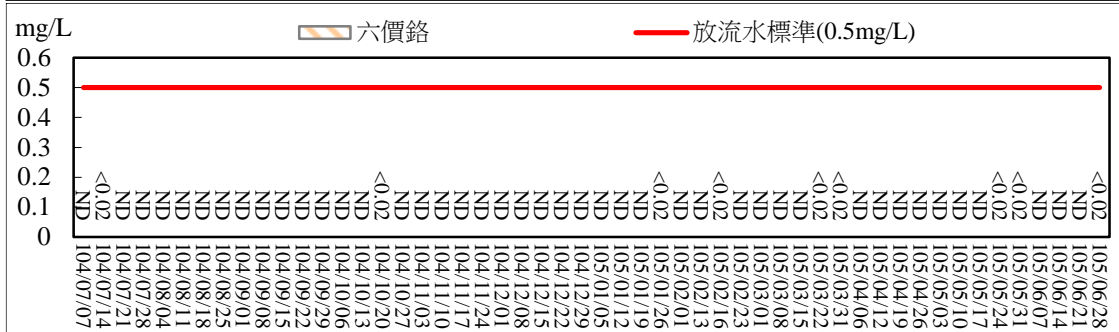 mg/L
六價鉻 放流水標準(0.5mg/L)
0.6
0.5
0.4
0.3
0.2
0.1
0
ND
<0.02
ND
ND
ND
ND
ND
ND
ND
ND
ND
ND
ND
ND
ND
<0.02
ND
ND
ND
ND
ND
ND
ND
ND
ND
ND
ND
ND
ND
<0.02
ND
ND
<0.02
ND
ND
ND
ND
<0.02
<0.02
ND
ND
ND
ND
ND
ND
ND
<0.02
<0.02
ND
ND
ND
<0.02
104/07/07
104/07/14
104/07/21
104/07/28
104/08/04
104/08/11
104/08/18
104/08/25
104/09/01
104/09/08
104/09/15
104/09/22
104/09/29
104/10/06
104/10/13
104/10/20
104/10/27
104/11/03
104/11/10
104/11/17
104/11/24
104/12/01
104/12/08
104/12/15
104/12/22
104/12/29
105/01/05
105/01/12
105/01/19
105/01/26
105/02/01
105/02/13
105/02/16
105/02/23
105/03/01
105/03/08
105/03/15
105/03/22
105/03/31
105/04/06
105/04/12
105/04/19
105/04/26
105/05/03
105/05/10
105/05/17
105/05/24
105/05/31
105/06/07
105/06/14
105/06/21
105/06/28